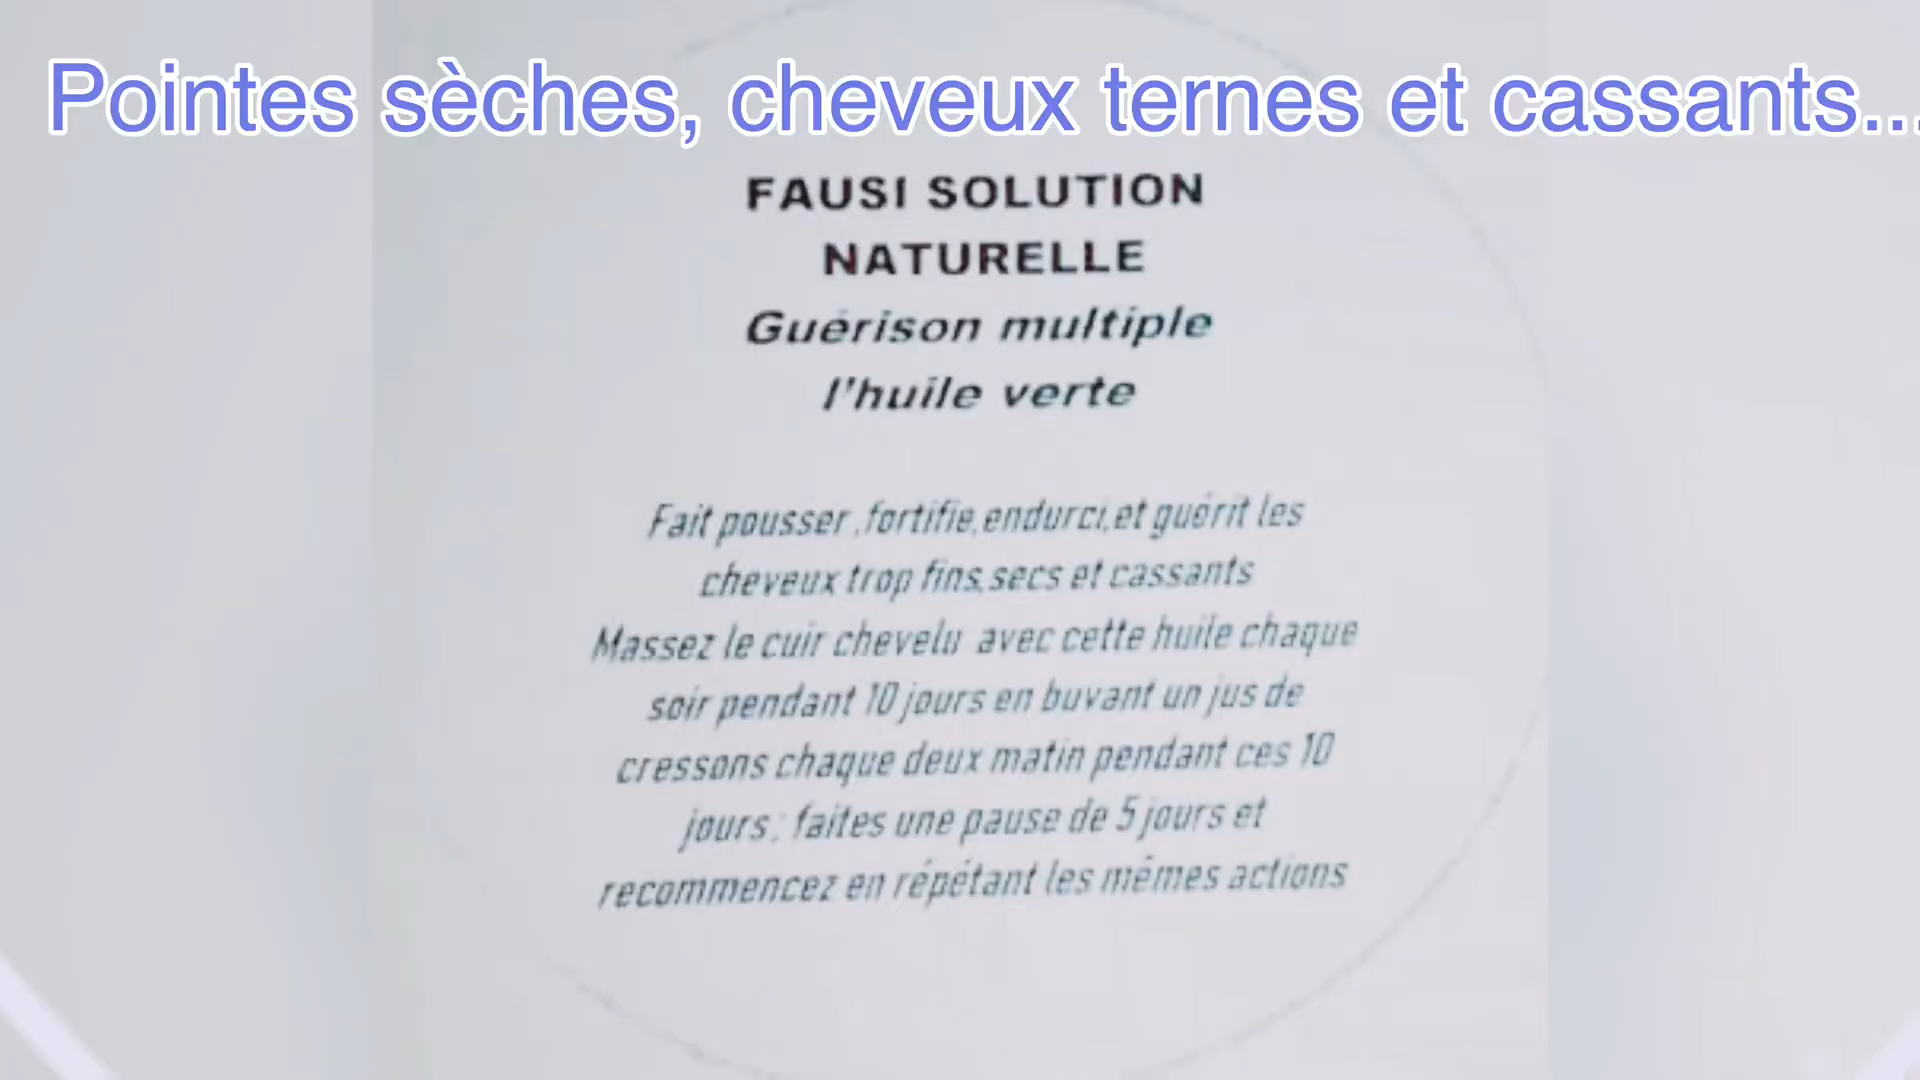 Pointes sèches, cheveux ternes et cassants...
FAUSI SOLUTION
NATURELLE
Guérison multiple
l'huile verte
Fait pousser ,fortifie,endurci,et guérit les
cheveux trop fins,secs et cassants
Massez le cuir chevelu avec cette huile chaque
soir pendant 10 jours en buvant un jus de
cressons chaque deux matin pendant ces 10
jours; faites une pause de 5 jours et
recommencez en répétant les mêmes actions